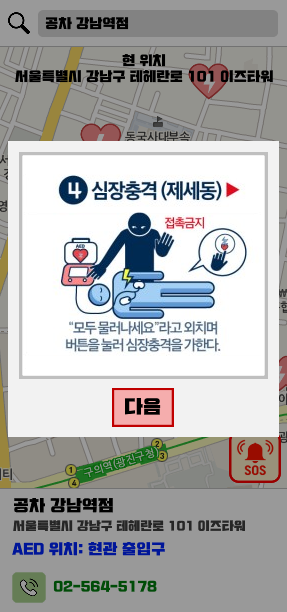 공차 강남역점
현 위치
서울특별시 강남구 테헤란로 101 이즈타워
동국사대부속
4 심장충격 (제세동) ▶
접촉금지
AED
"모두 물러나세요"라고 외치며
버튼을 눌러 심장충격을 가한다.
다음
2
3
구의역(광진구청)
1
4
SOS
티
공차 강남역점
서울특별시 강남구 테헤란로 101 이즈타워
AED 위치: 현관 출입구
02-564-5178